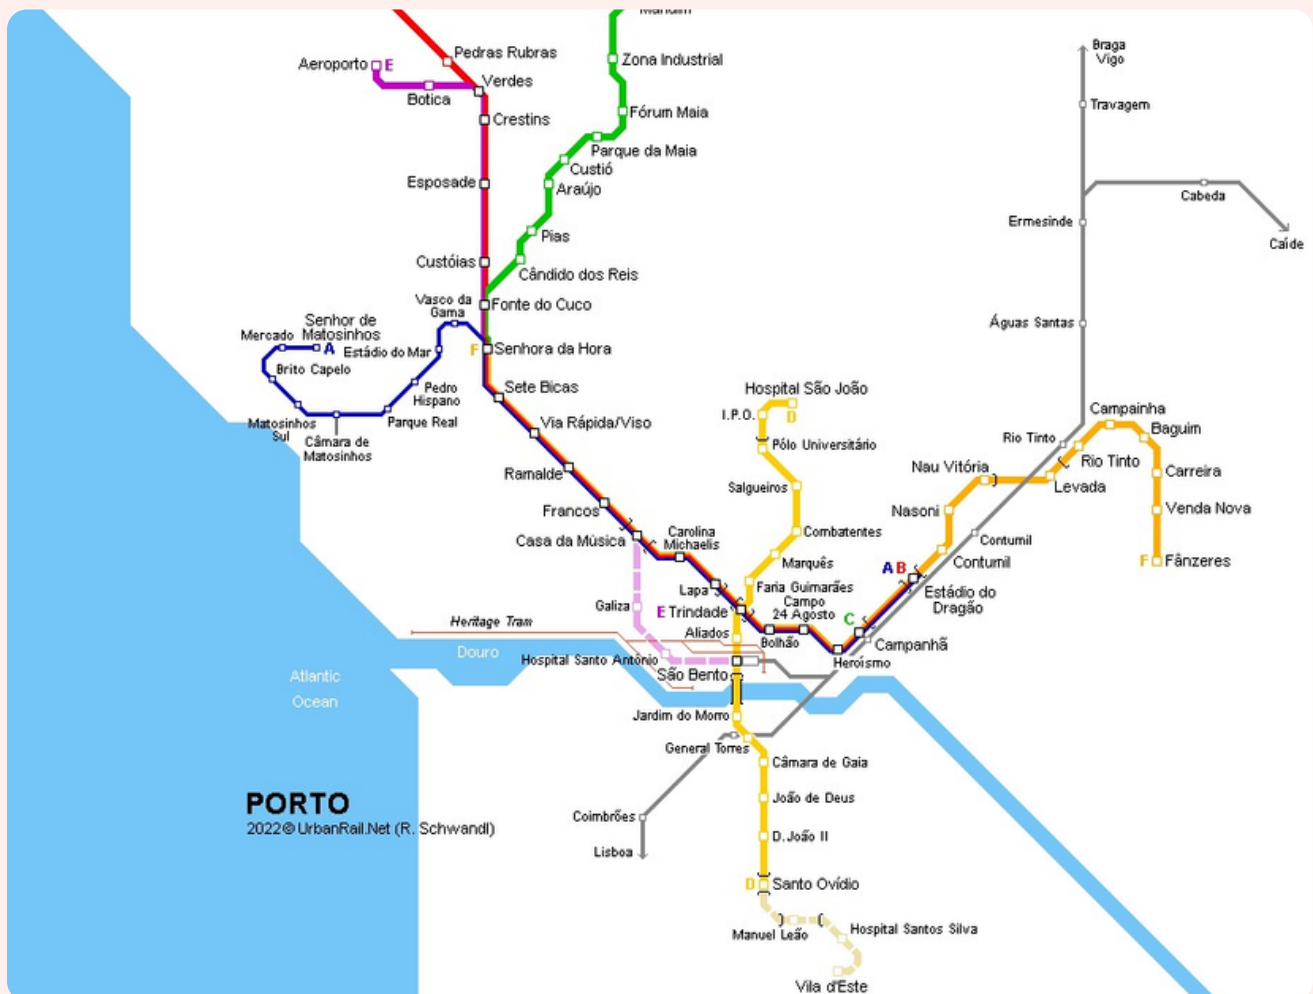 Mandim
Pedras Rubras
Zona Industrial
Braga
Vigo
Aeroporto E
Verdes
Botica
Travagem
Crestins
Fórum Maia
Parque da Maia
Custió
Esposade
Araújo
Cabeda
Ermesinde
Pias
Caíde
Custóias
Cândido dos Reis
Vasco da
Gama
Fonte do Cuco
Senhor de
Matosinhos
Mercado
A
Águas Santas
Estádio do Mar
F
Senhora da Hora
Brito Capelo
Pedro
Hispano
Sete Bicas
Hospital São João
Matosinhos
Sul
Câmara de
Matosinhos
Parque Real
Via Rápida/Viso
I.P.O.
D
Campainha
Baguim
Pólo Universitário
Rio Tinto
Rio Tinto
Ramalde
Nau Vitória
Levada
Carreira
Salgueiros
Francos
Nasoni
Venda Nova
Casa da Música
Carolina
Michaelis
Combatentes
Contumil
Marquês
Contumil
F
Fânzeres
A B
Lapa
Faria Guimarães
Estádio do
Dragão
Galiza
E
Trindade
Campo
24 Agosto
C
Heritage Tram
Aliados
Bolhão
Campanhã
Douro
Hospital Santo António
Heroísmo
Atlantic
Ocean
São Bento
Jardim do Morro
General Torres
Câmara de Gaia
PORTO
2022©UrbanRail.Net (R. Schwandl)
João de Deus
Coimbrões
D.João II
Lisboa
D
Santo Ovídio
Manuel Leão
Hospital Santos Silva
Vila d'Este